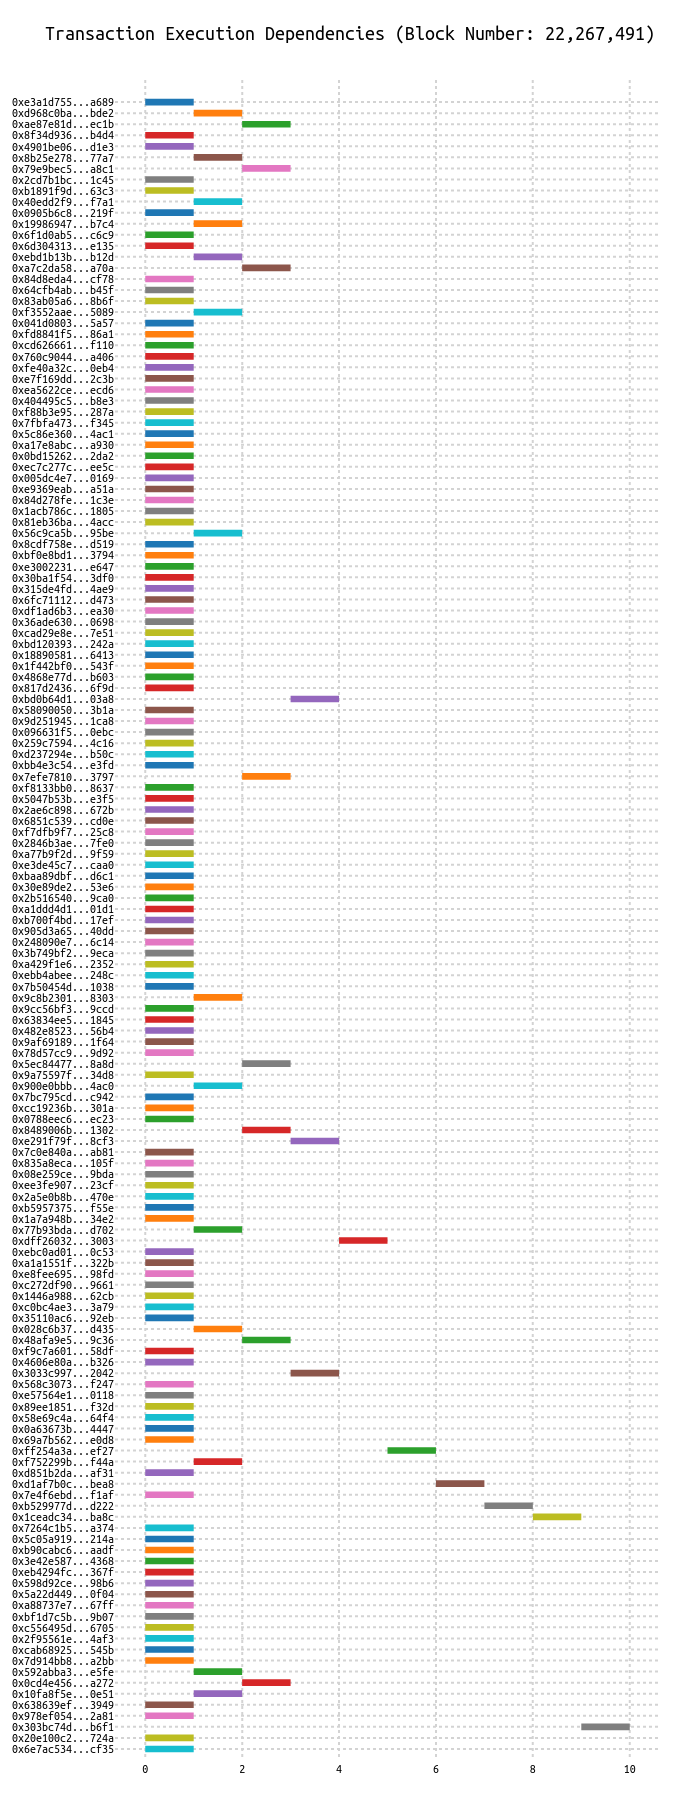 Transaction Execution Dependencies (Block Number: 22,267,491)
0xe3a1d755...a689
0xd968c0ba...bde2
0xae87e81d...ec1b
0x8f34d936...b4d4
0x4901be06...d1e3
0x8b25e278...77a7
0x79e9bec5...a8c1
0x2cd7b1bc...1c45
0xb1891f9d...63c3
0x40edd2f9...f7a1
0x0905b6c8...219f
0x19986947...b7c4
0x6f1d0ab5...c6c9
0x6d304313...e135
0xebd1b13b...b12d
0xa7c2da58...a70a
0x84d8eda4...cf78
0x64cfb4ab...b45f
0x83ab05a6...8b6f
0xf3552aae...5089
0x041d0803...5a57
0xfd8841f5...86a1
0xcd626661...f110
0x760c9044...a406
0xfe40a32c...0eb4
0xe7f169dd...2c3b
0xea5622ce...ecd6
0x404495c5...b8e3
0xf88b3e95...287a
0x7fbfa473...f345
0x5c86e360...4ac1
0xa17e8abc...a930
0x0bd15262...2da2
0xec7c277c...ee5c
0x005dc4e7...0169
0xe9369eab...a51a
0x84d278fe...1c3e
0x1acb786c...1805
0x81eb36ba...4acc
0x56c9ca5b...95be
0x8cdf758e...d519
0xbf0e8bd1...3794
0xe3002231...e647
0x30ba1f54...3df0
0x315de4fd...4ae9
0x6fc71112...d473
0xdf1ad6b3...ea30
0x36ade630...0698
0xcad29e8e...7e51
0xbd120393...242a
0x18890581...6413
0x1f442bf0...543f
0x4868e77d...b603
0x817d2436...6f9d
0xbd0b64d1...03a8
0x58090050...3b1a
0x9d251945...1ca8
0x096631f5...0ebc
0x259c7594...4c16
0xd237294e...b50c
0xbb4e3c54...e3fd
0x7efe7810...3797
0xf8133bb0...8637
0x5047b53b...e3f5
0x2ae6c898...672b
0x6851c539...cd0e
0xf7dfb9f7...25c8
0x2846b3ae...7fe0
0xa77b9f2d...9f59
0xe3de45c7...caa0
0xbaa89dbf...d6c1
0x30e89de2...53e6
0x2b516540...9ca0
0xa1ddd4d1...01d1
0xb700f4bd...17ef
0x905d3a65...40dd
0x248090e7...6c14
0x3b749bf2...9eca
0xa429f1e6...2352
0xebb4abee...248c
0x7b50454d...1038
0x9c8b2301...8303
0x9cc56bf3...9ccd
0x63834ee5...1845
0x482e8523...56b4
0x9af69189...1f64
0x78d57cc9...9d92
0x5ec84477...8a8d
0x9a75597f...34d8
0x900e0bbb...4ac0
0x7bc795cd...c942
0xcc19236b...301a
0x0788eec6...ec23
0x8489006b...1302
0xe291f79f...8cf3
0x7c0e840a...ab81
0x835a8eca...105f
0x08e259ce...9bda
0xee3fe907...23cf
0x2a5e0b8b...470e
0xb5957375...f55e
0x1a7a948b...34e2
0x77b93bda...d702
0xdff26032...3003
0xebc0ad01...0c53
0xa1a1551f...322b
0xe8fee695...98fd
0xc272df90...9661
0x1446a988...62cb
0xc0bc4ae3...3a79
0x35110ac6...92eb
0x028c6b37...d435
0x48afa9e5...9c36
0xf9c7a601...58df
0x4606e80a...b326
0x3033c997...2042
0x568c3073...f247
0xe57564e1...0118
0x89ee1851...f32d
0x58e69c4a...64f4
0x0a63673b...4447
0x69a7b562...e0d8
0xff254a3a...ef27
0xf752299b...f44a
0xd851b2da...af31
0xd1af7b0c...bea8
0x7e4f6ebd...f1af
0xb529977d...d222
0x1ceadc34...ba8c
0x7264c1b5...a374
0x5c05a919...214a
0xb90cabc6...aadf
0x3e42e587...4368
0xeb4294fc...367f
0x598d92ce...98b6
0x5a22d449...0f04
0xa88737e7...67ff
0xbf1d7c5b...9b07
0xc556495d...6705
0x2f95561e...4af3
0xcab68925...545b
0x7d914bb8...a2bb
0x592abba3...e5fe
0x0cd4e456...a272
0x10fa8f5e...0e51
0x638639ef...3949
0x978ef054...2a81
0x303bc74d...b6f1
0x20e100c2...724a
0x6e7ac534...cf35
0 2 4 6 8 10